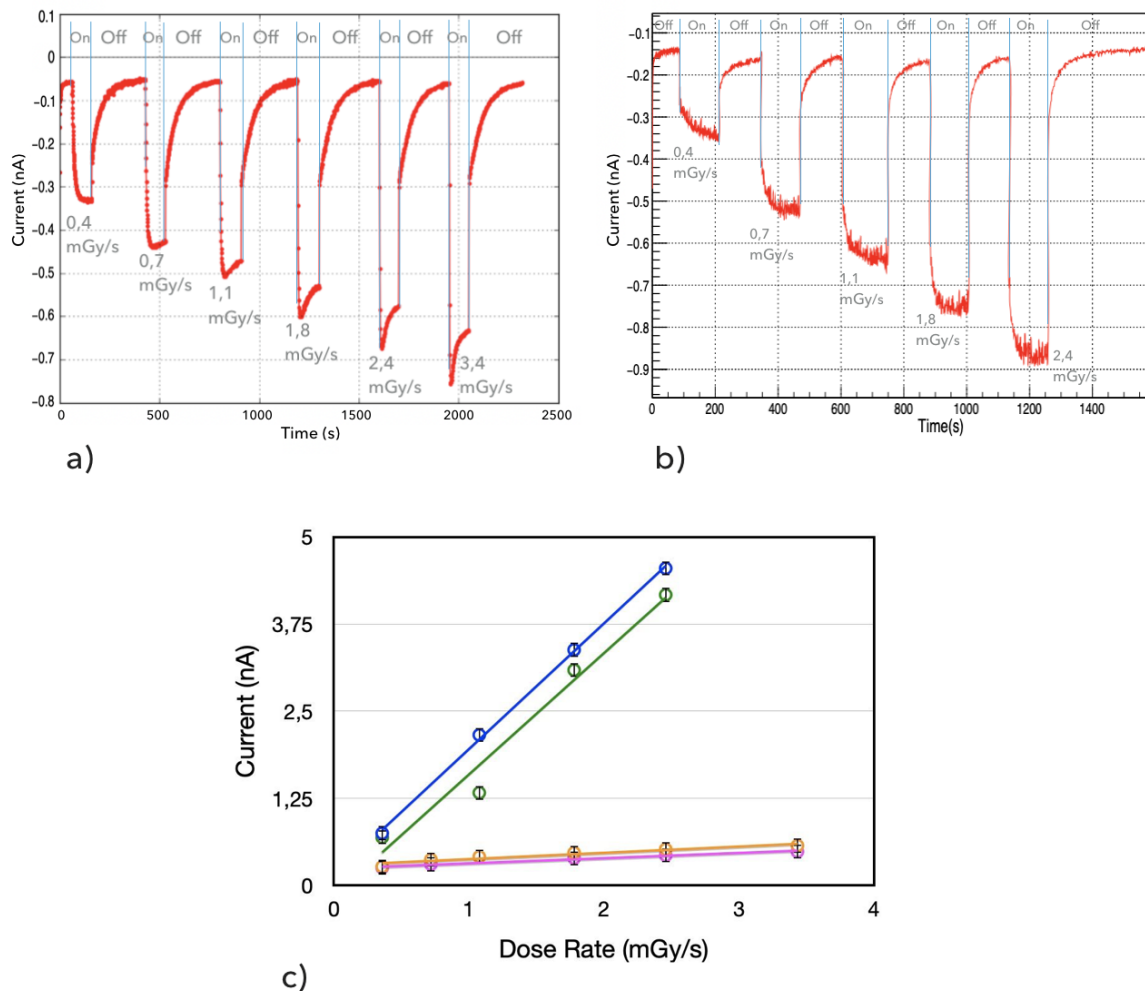 0.1
On Off On Off On Off On Off On Off On Off
0
−0.1
−0.2
−0.3
−0.4
−0.5
−0.6
−0.7
−0.8
Current (nA)
0,4
mGy/s
0,7
mGy/s
1,1
mGy/s
1,8
mGy/s
2,4
mGy/s
3,4
mGy/s
0 500 1000 1500 2000 2500
Time (s)
a)
Off On Off On Off On Off On Off On Off
−0.1
−0.2
−0.3
−0.4
−0.5
−0.6
−0.7
−0.8
−0.9
Current (nA)
0,4
mGy/s
0,7
mGy/s
1,1
mGy/s
1,8
mGy/s
2,4
mGy/s
0 200 400 600 800 1000 1200 1400
Time(s)
b)
5
3,75
2,5
1,25
0
Current (nA)
0 1 2 3 4
Dose Rate (mGy/s)
c)